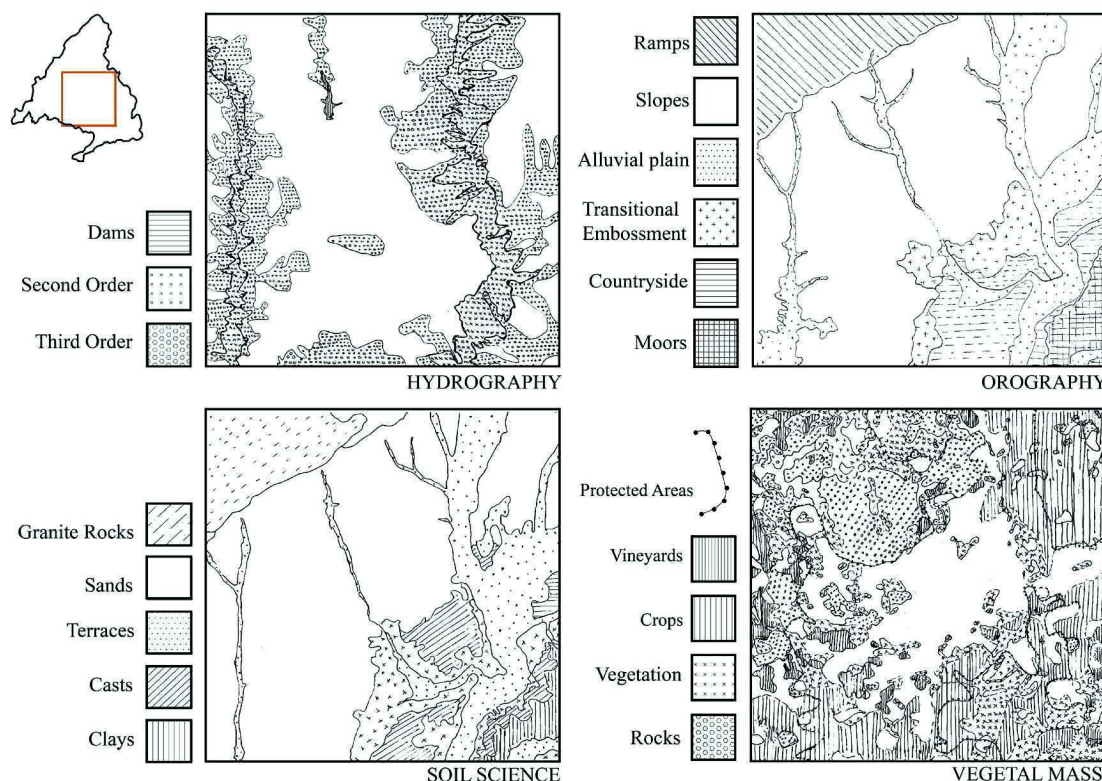 Dams
Second Order
Third Order
HYDROGRAPHY
Ramps
Slopes
Alluvial plain
Transitional
Embossment
Countryside
Moors
OROGRAPHY
Granite Rocks
Sands
Terraces
Casts
Clays
SOIL SCIENCE
Protected Areas
Vineyards
Crops
Vegetation
Rocks
VEGETAL MASS